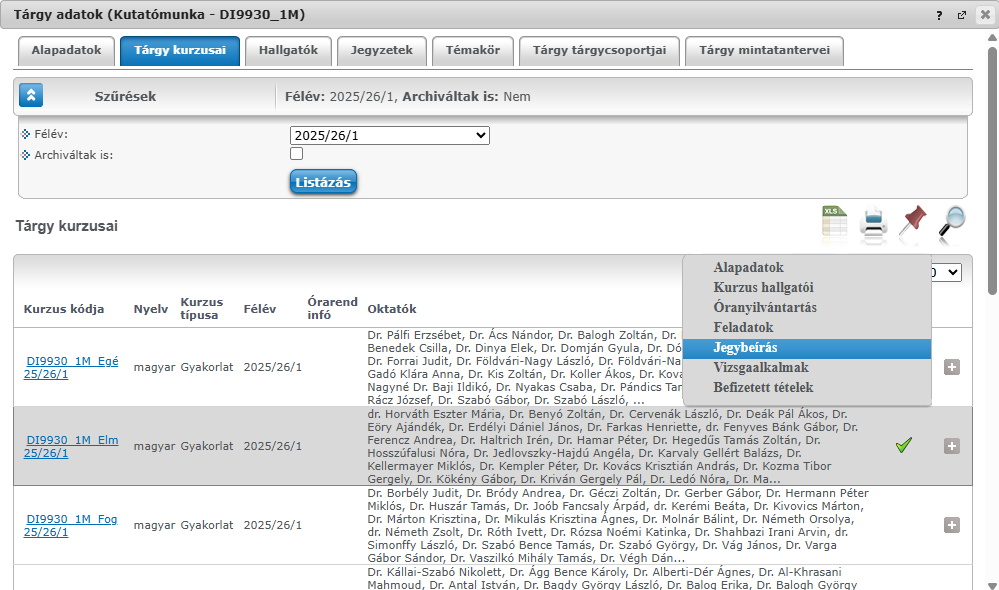 Tárgy adatok (Kutatómunka - DI9930_1M)
?
Alapadatok
Tárgy kurzusai
Hallgatók
Jegyzetek
Témakör
Tárgy tárgycsoportjai
Tárgy mintatantervei
Szűrések
Félév: 2025/26/1, Archiváltak is: Nem
Félév:
2025/26/1
Archiváltak is:
Listázás
Tárgy kurzusai
XLS
Alapadatok
Kurzus hallgatói
Óranyilvántartás
Feladatok
Jegybeírás
Vizsgaalkalmak
Befizetett tételek
Kurzus kódja
Nyelv
Kurzus
típusa
Félév
Órarend
infó
Oktatók
DI9930_1M_Egé
25/26/1
magyar
Gyakorlat
2025/26/1
Dr. Pálfi Erzsébet, Dr. Ács Nándor, Dr. Balogh Zoltán, Dr.
Benedek Csilla, Dr. Dinya Elek, Dr. Domján Gyula, Dr. Dó
Dr. Forrai Judit, Dr. Földvári-Nagy László, Dr. Földvári-Na
Gadó Klára Anna, Dr. Kis Zoltán, Dr. Koller Ákos, Dr. Kova
Nagyné Dr. Baji Ildikó, Dr. Nyakas Csaba, Dr. Pándics Tam
Rácz József, Dr. Szabó Gábor, Dr. Szabó László, ...
DI9930_1M_Elm
25/26/1
magyar
Gyakorlat
2025/26/1
dr. Horváth Eszter Mária, Dr. Benyó Zoltán, Dr. Cervenák László, Dr. Deák Pál Ákos, Dr.
Eöry Ajándék, Dr. Erdélyi Dániel János, Dr. Farkas Henriette, dr. Fenyves Bánk Gábor, Dr.
Ferencz Andrea, Dr. Haltrich Irén, Dr. Hamar Péter, Dr. Hegedűs Tamás Zoltán, Dr.
Hosszúfalusi Nóra, Dr. Jedlovszky-Hajdú Angéla, Dr. Karvaly Gellért Balázs, Dr.
Kellermayer Miklós, Dr. Kempler Péter, Dr. Kovács Krisztián András, Dr. Kozma Tibor
Gergely, Dr. Kökény Gábor, Dr. Kriván Gergely Pál, Dr. Ledó Nóra, Dr. Ma...
DI9930_1M_Fog
25/26/1
magyar
Gyakorlat
2025/26/1
Dr. Borbély Judit, Dr. Bródy Andrea, Dr. Géczi Zoltán, Dr. Gerber Gábor, Dr. Hermann Péter
Miklós, Dr. Huszár Tamás, Dr. Joób Fancsaly Árpád, dr. Kerémi Beáta, Dr. Kivovics Márton,
Dr. Márton Krisztina, Dr. Mikulás Krisztina Ágnes, Dr. Molnár Bálint, Dr. Németh Orsolya,
dr. Németh Zsolt, Dr. Róth Ivett, Dr. Rózsa Noémi Katinka, Dr. Shahbazi Irani Arvin, dr.
Simonffy László, Dr. Szabó Bence Tamás, Dr. Szabó György, Dr. Vág János, Dr. Varga
Gábor Sándor, Dr. Vaszilkó Mihály Tamás, Dr. Végh Dán...
Dr. Kállai-Szabó Nikolett, Dr. Ágg Bence Károly, Dr. Alberti-Dér Ágnes, Dr. Al-Khrasani
Mahmoud, Dr. Antal István, Dr. Bagdy György László, Dr. Balog Erika, Dr. Balogh György